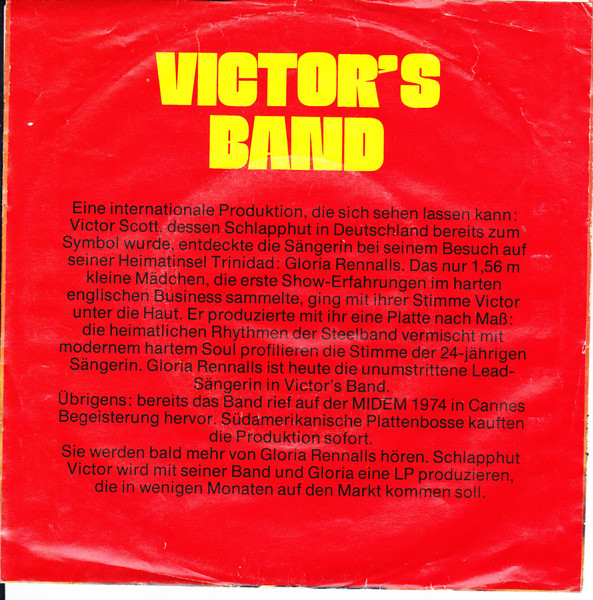 VICTOR'S
BAND
Eine internationale Produktion, die sich sehen lassen kann:
Victor Scott, dessen Schlapphut in Deutschland bereits zum
Symbol wurde, entdeckte die Sängerin bei seinem Besuch auf
seiner Heimatinsel Trinidad: Gloria Rennalls. Das nur 1,56 m
kleine Mädchen, die erste Show-Erfahrungen im harten
englischen Business sammelte, ging mit ihrer Stimme Victor
unter die Haut. Er produzierte mit ihr eine Platte nach Maß:
die heimatlichen Rhythmen der Steelband vermischt mit
modernem hartem Soul profilieren die Stimme der 24-jährigen
Sängerin. Gloria Rennalls ist heute die unumstrittene Lead-
Sängerin in Victor's Band.
Übrigens: bereits das Band rief auf der MIDEM 1974 in Cannes
Begeisterung hervor. Südamerikanische Plattenbosse kauften
die Produktion sofort.
Sie werden bald mehr von Gloria Rennalls hören. Schlapphut
Victor wird mit seiner Band und Gloria eine LP produzieren,
die in wenigen Monaten auf den Markt kommen soll.